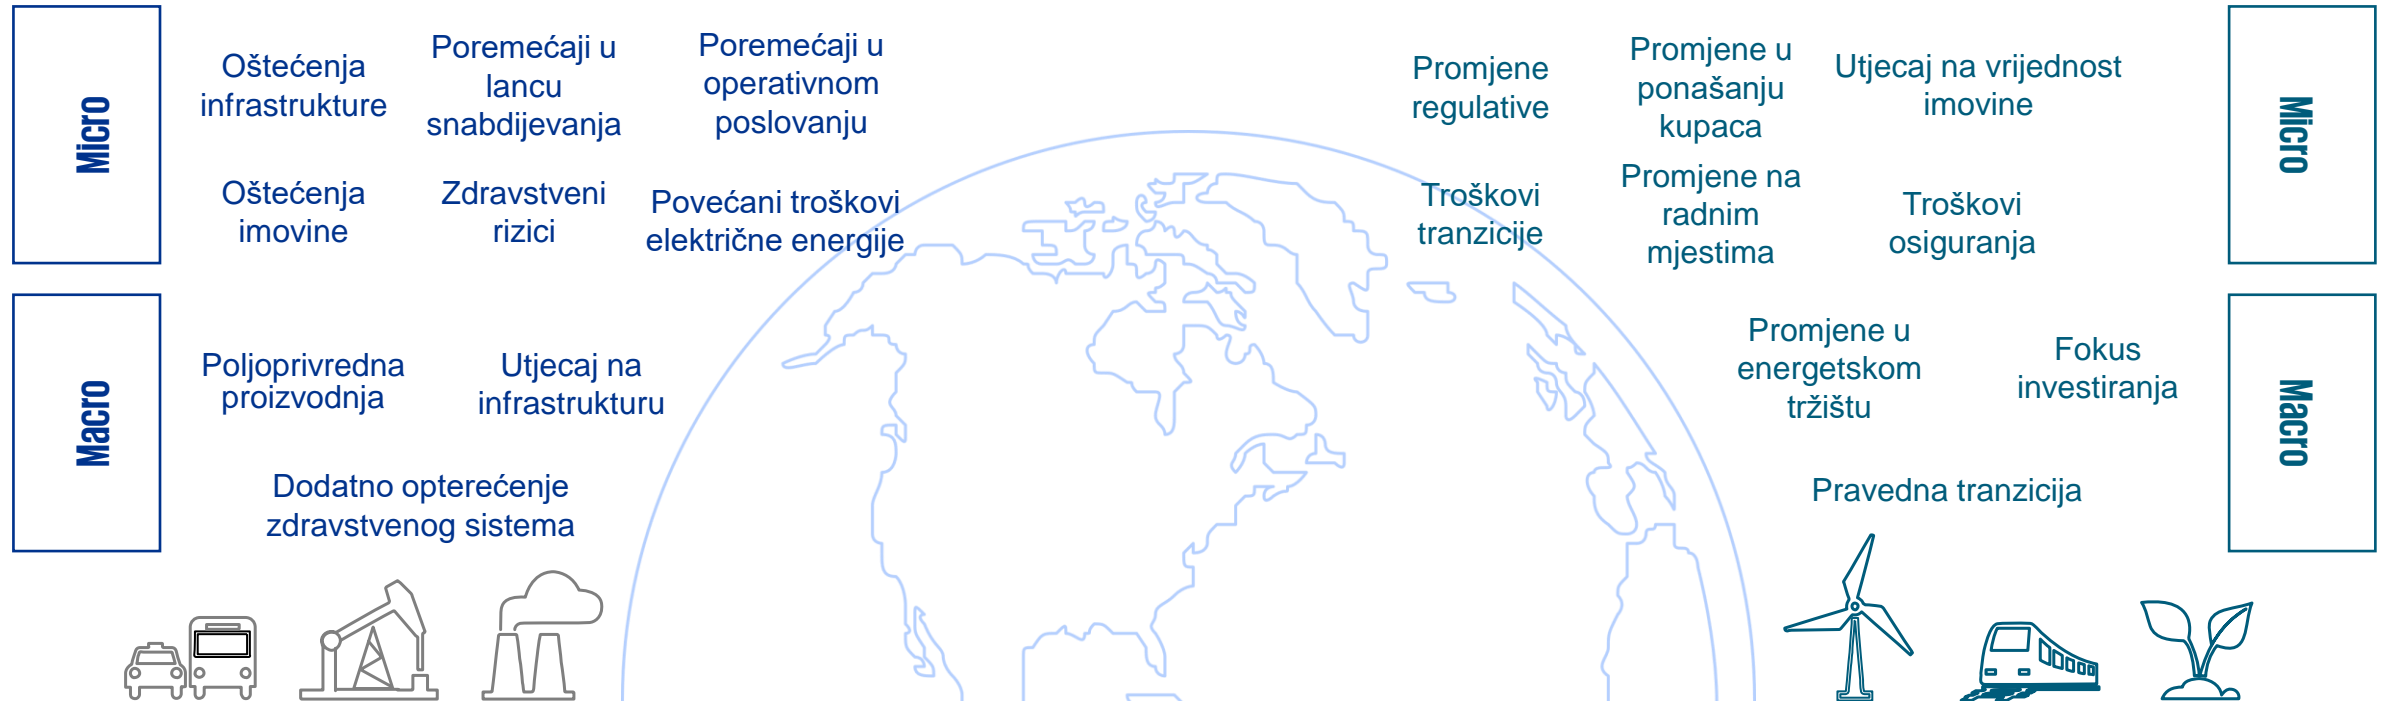 Micro
Oštećenja
infrastrukture
Poremećaji u
lancu
snabdijevanja
Poremećaji u
operativnom
poslovanju
Oštećenja
imovine
Zdravstveni
rizici
Povećani troškovi
električne energije
Macro
Poljoprivredna
proizvodnja
Utjecaj na
infrastrukturu
Dodatno opterećenje
zdravstvenog sistema
Promjene
regulative
Promjene u
ponašanju
kupaca
Utjecaj na vrijednost
imovine
Micro
Troškovi
tranzicije
Promjene na
radnim
mjestima
Troškovi
osiguranja
Promjene u
energetskom
tržištu
Fokus
investiranja
Macro
Pravedna tranzicija